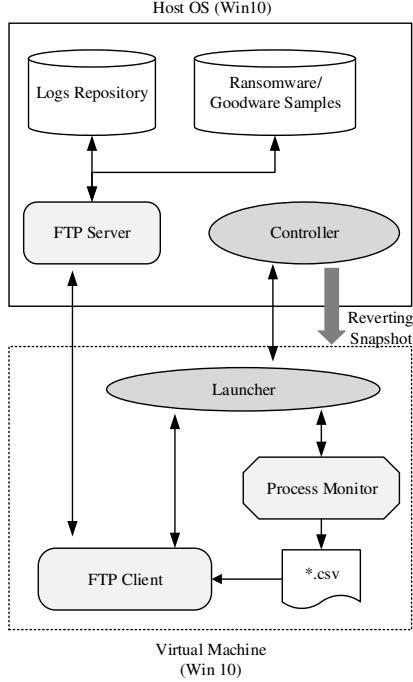 Host OS (Win10)
Logs Repository
Ransomware/
Goodware Samples
FTP Server
Controller
Reverting
Snapshot
Launcher
Process Monitor
FTP Client
*.csv
Virtual Machine
(Win 10)